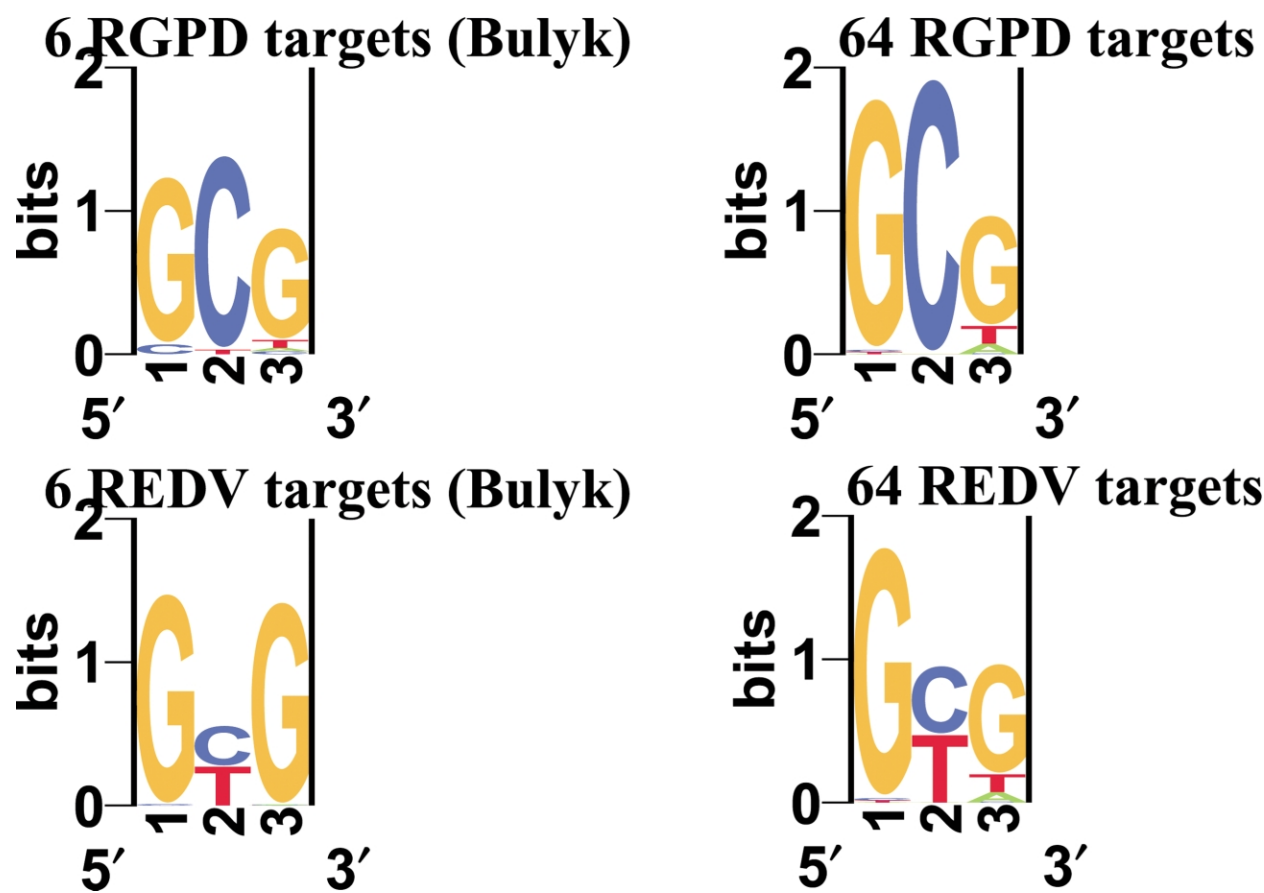 6 RGPD targets (Bulyk)
2
bits
1
0
G C G
C T T A C
1 2 3
5′ 3′
64 RGPD targets
2
bits
1
0
G C G
T
A
1 2 3
5′ 3′
6 REDV targets (Bulyk)
2
bits
1
0
G C G
T
1 2 3
5′ 3′
64 REDV targets
2
bits
1
0
G C G
T T
A
1 2 3
5′ 3′